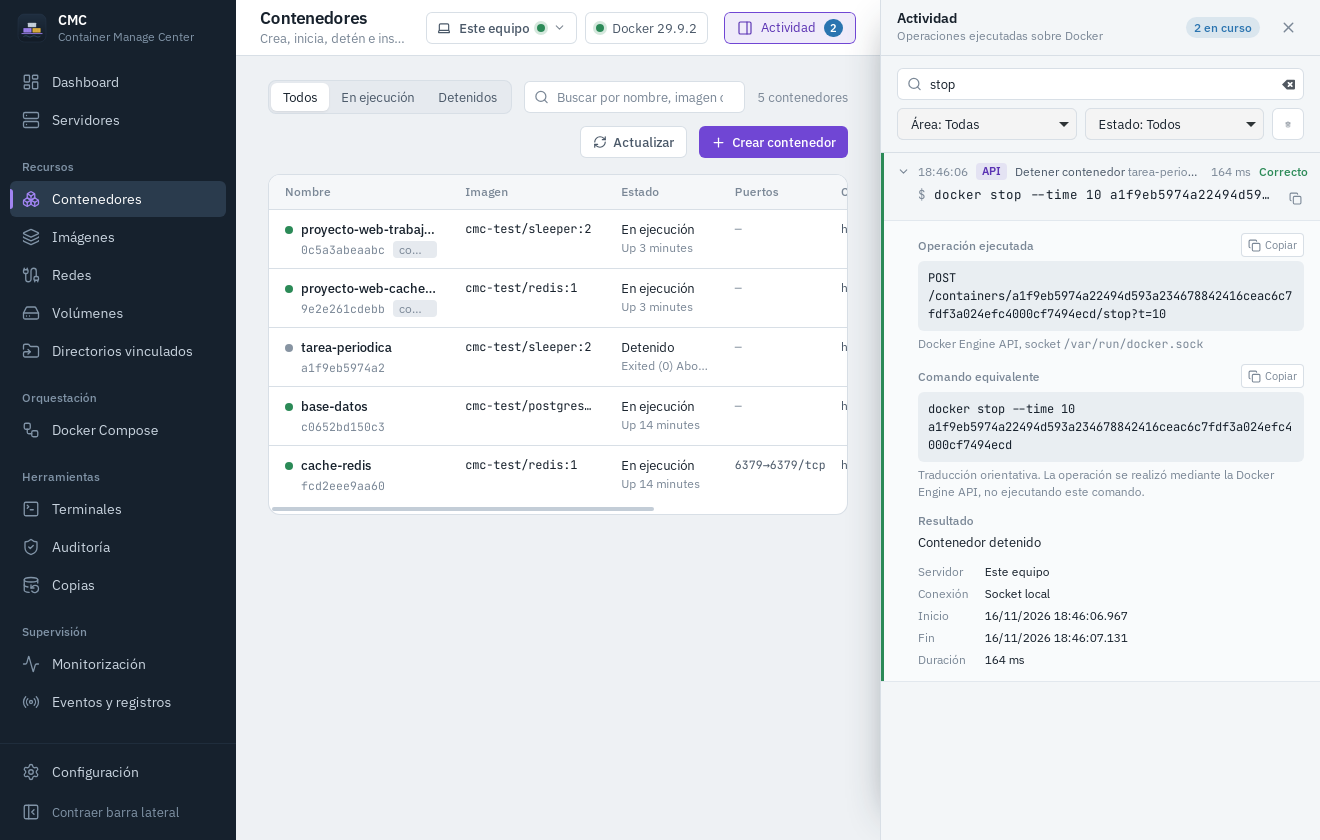 CMC
Container Manage Center
Dashboard
Servidores
Recursos
Contenedores
Imágenes
Redes
Volúmenes
Directorios vinculados
Orquestación
Docker Compose
Herramientas
Terminales
Auditoría
Copias
Supervisión
Monitorización
Eventos y registros
Configuración
Contraer barra lateral
Contenedores
Crea, inicia, detén e ins...
Este equipo
Docker 29.9.2
Actividad 2
Todos En ejecución Detenidos
Buscar por nombre, imagen
5 contenedores
Actualizar
Crear contenedor
Nombre Imagen Estado Puertos
proyecto-web-trabaj... cmc-test/sleeper:2 En ejecución –
0c5a3abeaabc co... Up 3 minutes
proyecto-web-cache... cmc-test/redis:1 En ejecución –
9e2e261cdebb co... Up 3 minutes
tarea-periodica cmc-test/sleeper:2 Detenido –
a1f9eb5974a2 Exited (0) Abo...
base-datos cmc-test/postgres… En ejecución –
c0652bd150c3 Up 14 minutes
cache-redis cmc-test/redis:1 En ejecución 6379→6379/tcp
fcd2eee9aa60 Up 14 minutes
Actividad
Operaciones ejecutadas sobre Docker
2 en curso
stop
Área: Todas
Estado: Todos
18:46:06 API Detener contenedor tarea-perio... 164 ms Correcto
$ docker stop --time 10 a1f9eb5974a22494d59…
Operación ejecutada
Copiar
POST
/containers/a1f9eb5974a22494d593a234678842416ceac6c7
fdf3a024efc4000cf7494ecd/stop?t=10
Docker Engine API, socket /var/run/docker.sock
Comando equivalente
Copiar
docker stop --time 10
a1f9eb5974a22494d593a234678842416ceac6c7fdf3a024efc4
000cf7494ecd
Traducción orientativa. La operación se realizó mediante la Docker
Engine API, no ejecutando este comando.
Resultado
Contenedor detenido
Servidor Este equipo
Conexión Socket local
Inicio 16/11/2026 18:46:06.967
Fin 16/11/2026 18:46:07.131
Duración 164 ms